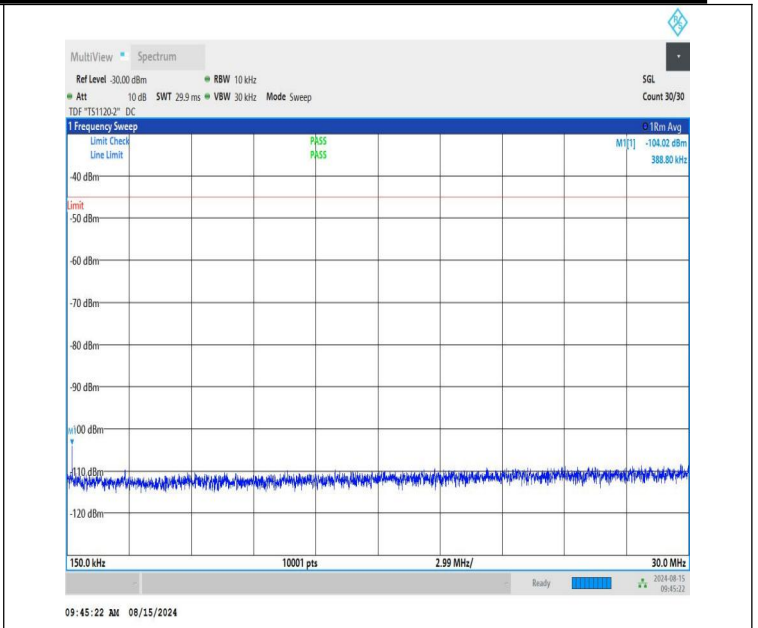 R S
MultiView Spectrum
Ref Level -30.00 dBm RBW 10 kHz SGL
Att 10 dB SWT 29.9 ms VBW 30 kHz Mode Sweep Count 30/30
TDF "TS1120-2" DC
1 Frequency Sweep 1Rm Avg
Limit Check PASS M1[1] -104.02 dBm
Line Limit PASS 388.80 kHz
-40 dBm
Limit
-50 dBm
-60 dBm
-70 dBm
-80 dBm
-90 dBm
M1
-100 dBm
-110 dBm
-120 dBm
150.0 kHz 10001 pts 2.99 MHz/ 30.0 MHz
Ready 2024-08-15
09:45:22
09:45:22 AM 08/15/2024